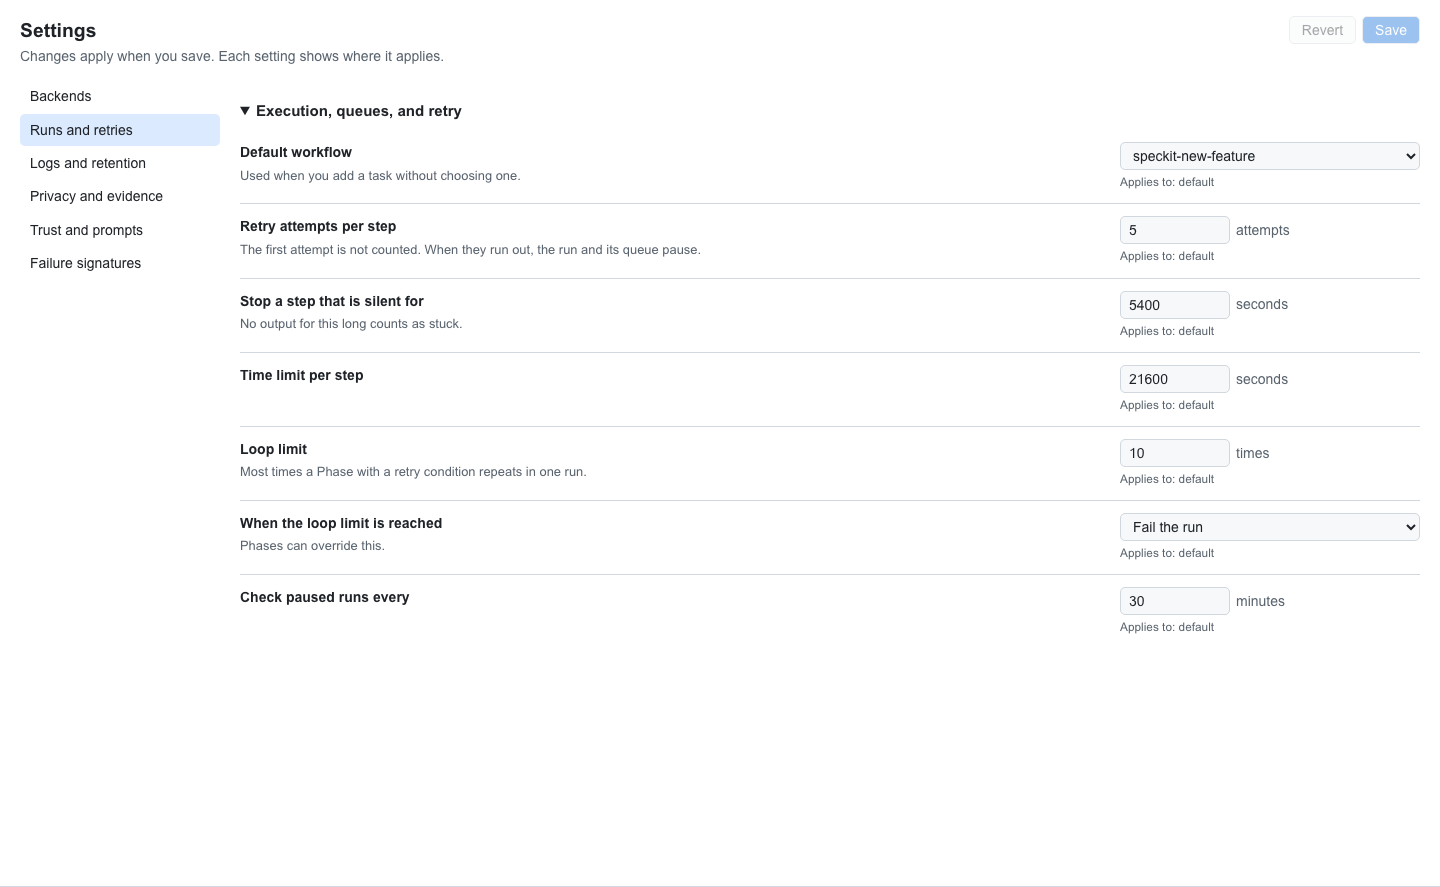 Settings
Revert
Save
Changes apply when you save. Each setting shows where it applies.
Backends
Runs and retries
Logs and retention
Privacy and evidence
Trust and prompts
Failure signatures
▼ Execution, queues, and retry
Default workflow
Used when you add a task without choosing one.
speckit-new-feature
Applies to: default
Retry attempts per step
The first attempt is not counted. When they run out, the run and its queue pause.
5 attempts
Applies to: default
Stop a step that is silent for
No output for this long counts as stuck.
5400 seconds
Applies to: default
Time limit per step
21600 seconds
Applies to: default
Loop limit
Most times a Phase with a retry condition repeats in one run.
10 times
Applies to: default
When the loop limit is reached
Phases can override this.
Fail the run
Applies to: default
Check paused runs every
30 minutes
Applies to: default